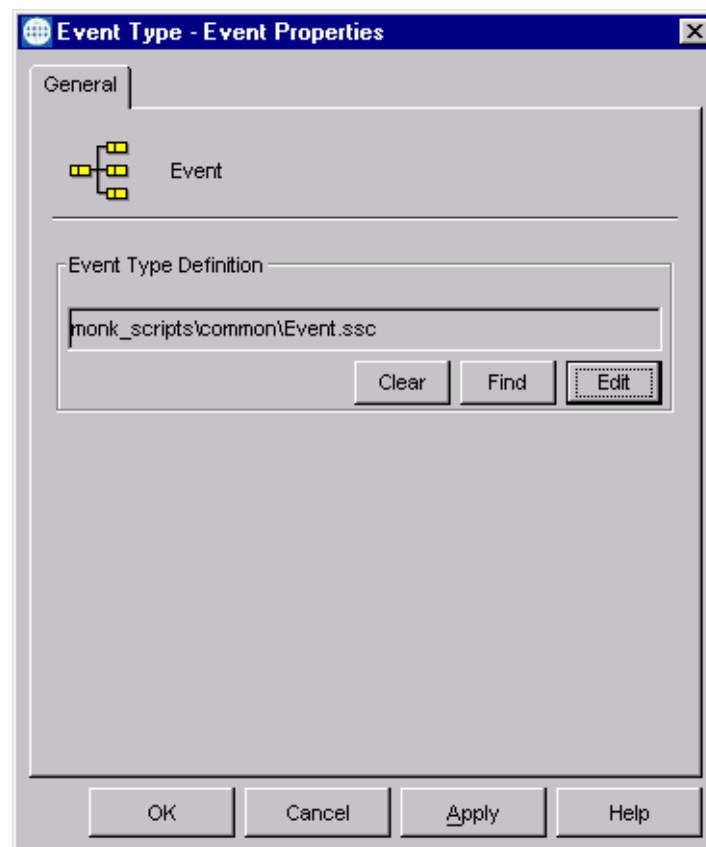 Event Type - Event Properties
General
Event
Event Type Definition
monk_scripts\common\Event.ssc
Clear Find Edit
OK Cancel Apply Help